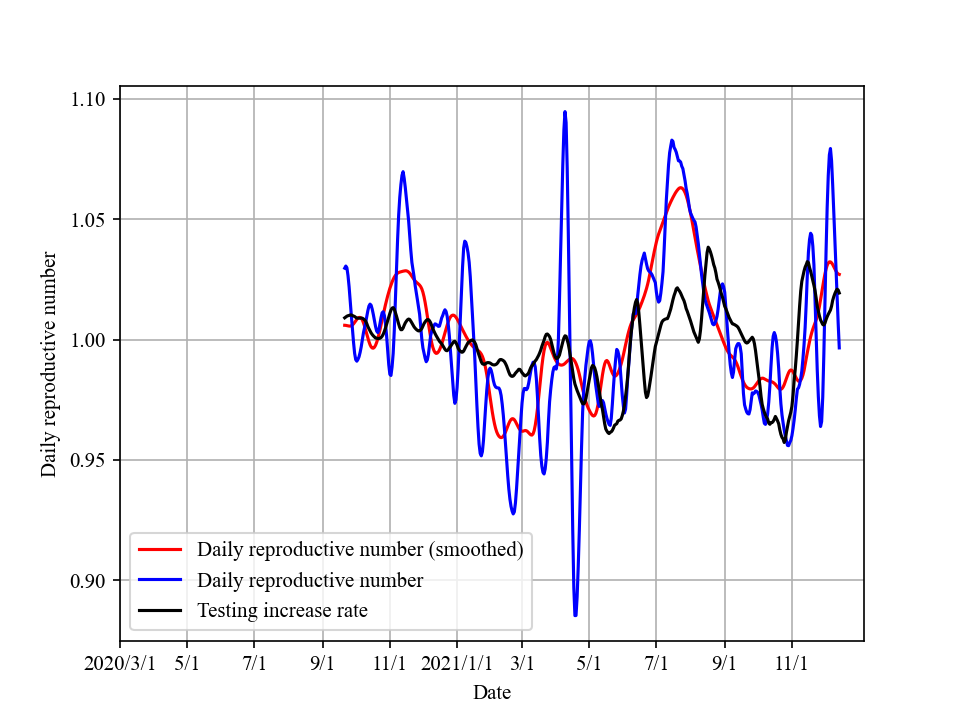 1.10
1.05
1.00
0.95
0.90
Daily reproductive number
Daily reproductive number (smoothed)
Daily reproductive number
Testing increase rate
2020/3/1 5/1 7/1 9/1 11/1 2021/1/1 3/1 5/1 7/1 9/1 11/1
Date